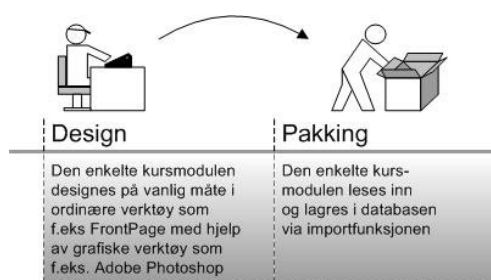 Design
Den enkelte kursmodulen
designes på vanlig måte i
ordinære verktøy som
f.eks FrontPage med hjelp
av grafiske verktøy som
f.eks. Adobe Photoshop
Pakking
Den enkelte kurs-
modulen leses inn
og lagres i databasen
via importfunksjonen